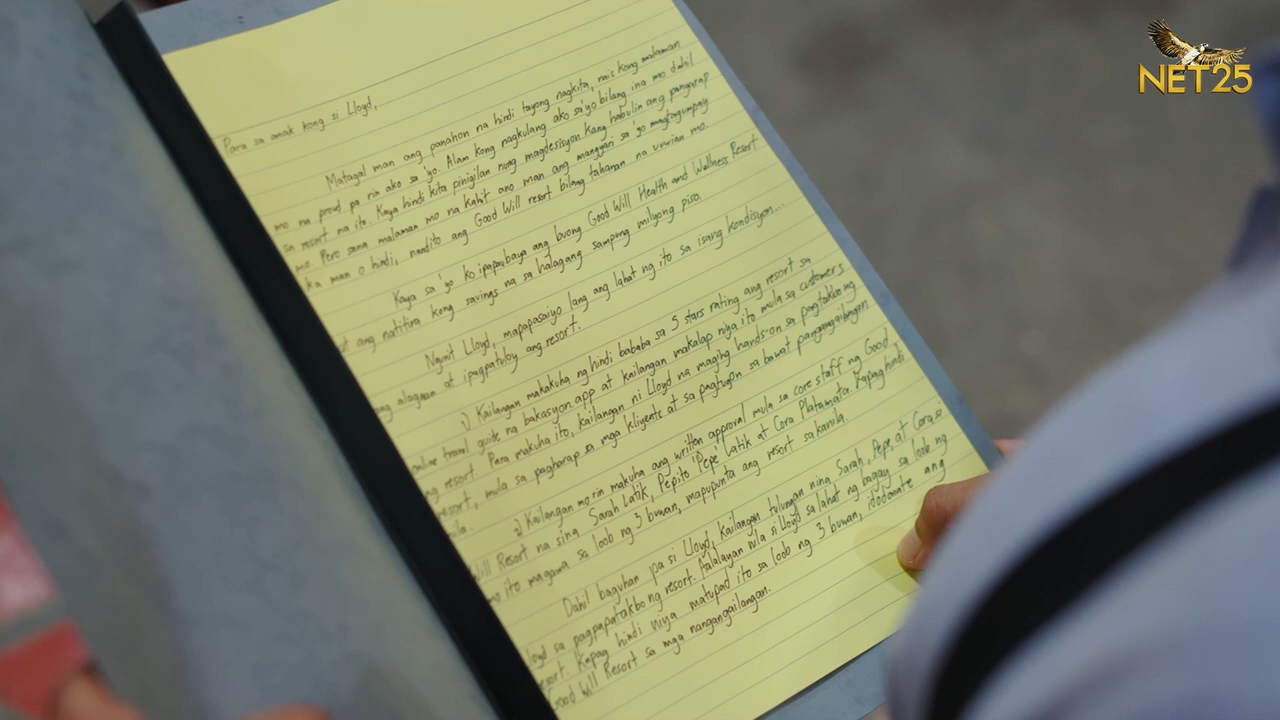 NET25
Para sa anak kong si Lloyd,
Matagal man ang panahon na hindi tayong nagkita, nais kong malaman
mo na proud pa rin ako sa 'yo. Alam kong nagkulang ako sa'yo bilang ina mo dahil
sa resort na ito. Kaya hindi kita pinigilan nung magdesisyon kang habulin ang pangarap
mo. Pero sana malaman mo na kahit ano man ang mangyari sa 'yo magtagumpay
ka man o hindi, naadito ang Good Will resort bilang tahanan na uuwian mo.
Kaya sa 'yo ko ipapaubaya ang buong Good Will Health and Wellness Resort
at ang natitira kong savings na sa halagang sampung milyong piso.
Ngunit Lloyd, mapapasaiyo lang ang lahat ng ito sa isang kondisyon...
ang alagaan at ipagpatuloy ang resort.
1) Kailangan makakuha ng hindi bababa sa 5 stars rating ang resort sa
online travel guide na bakasyon.app at kailangan makalap niya ito mula sa customers
ng resort. Para makuha ito, kailangan ni Lloyd na maging hands-on sa pagtakbo ng
resort, mula sa pagharap sa mga kliyente at sa pagtugon sa bawat pangangailangan
nila.
2) Kailangan mo rin makuha ang written approval mula sa core staff ng Good
Will Resort na sina Sarah Latik, Pepito 'Pepe' Latik at Cora Platamata. Kapag hindi
mo ito magawa sa loob ng 3 buwan, mapupunta ang resort sa kanila.
Dahil baguhan pa si Lloyd, kailangan tulungan nina Sarah, Pepe, at Cora, si
Lloyd sa pagpapatakbo ng resort. Aalalayan nila si Lloyd sa lahat ng bagay sa loob ng
resort. Kapag hindi niya matupad ito sa loob ng 3 buwan, idodonate ang
Good Will Resort sa mga nangangailangan.